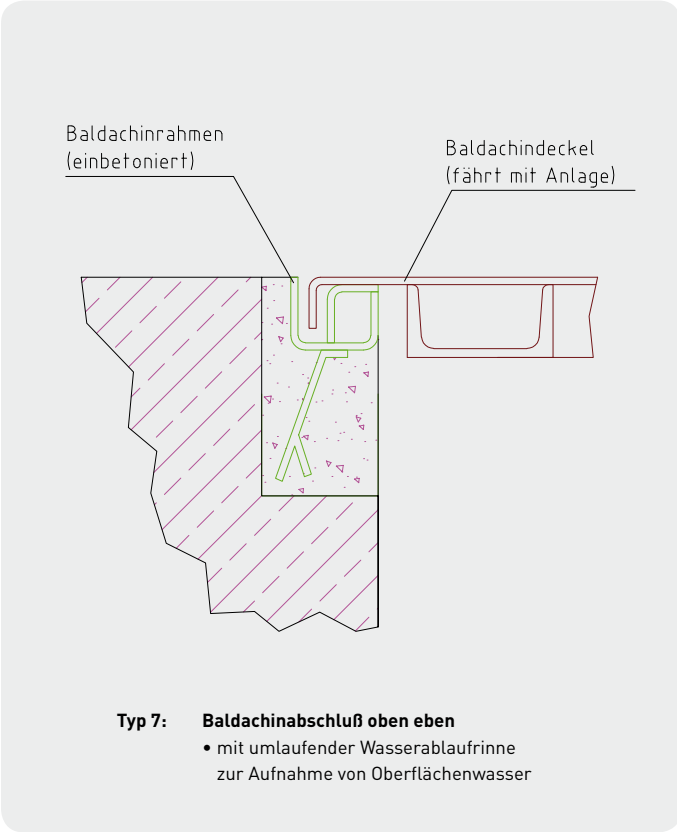 Baldachinrahmen
(einbetoniert)
Baldachindeckel
(fährt mit Anlage)
Typ 7: Baldachinabschluß oben eben
• mit umlaufender Wasserablaufrinne
zur Aufnahme von Oberflächenwasser